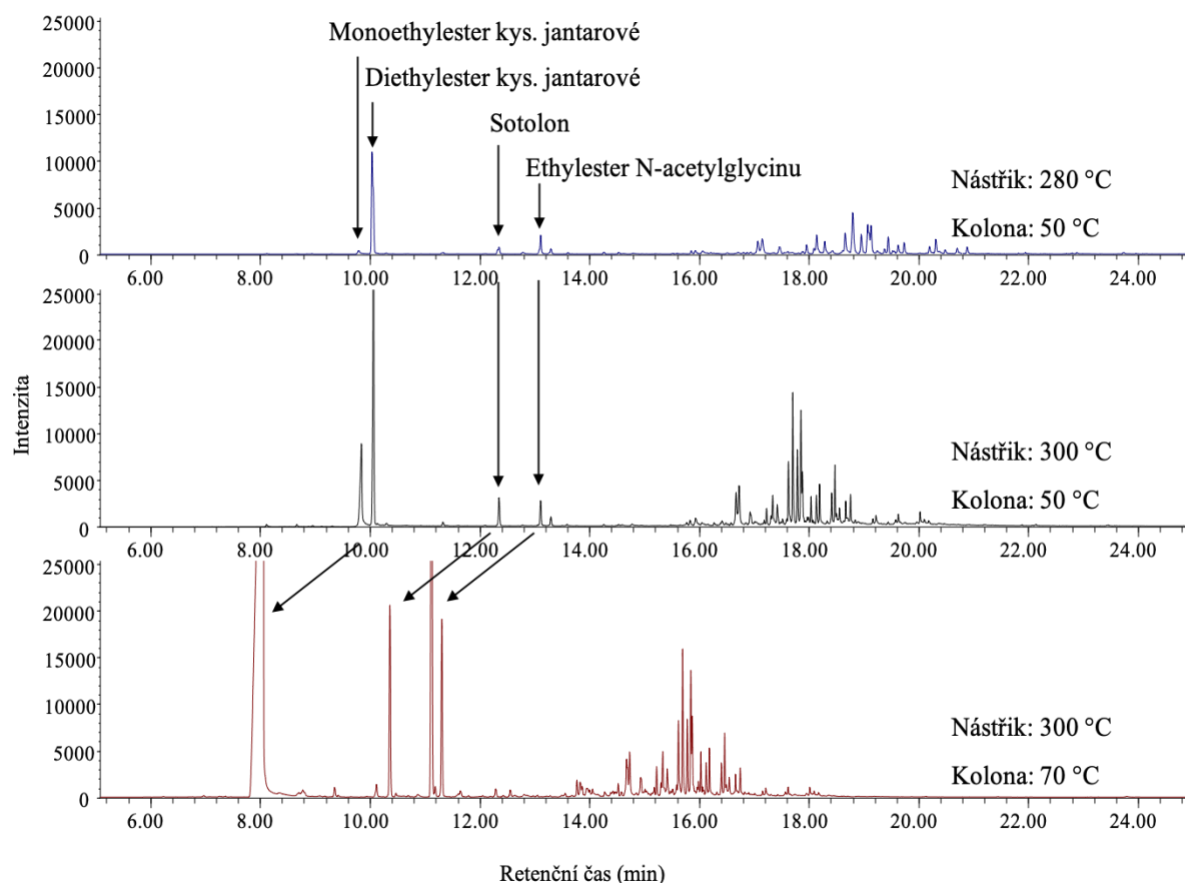 25000
20000
15000
10000
5000
0
Monoethylester kys. jantarové
Diethylester kys. jantarové
Sotolon
Ethylester N-acetylglycinu
Nástřik: 280 °C
Kolona: 50 °C
6.00 8.00 10.00 12.00 14.00 16.00 18.00 20.00 22.00 24.00
Intenzita
25000
20000
15000
10000
5000
0
Nástřik: 300 °C
Kolona: 50 °C
6.00 8.00 10.00 12.00 14.00 16.00 18.00 20.00 22.00 24.00
25000
20000
15000
10000
5000
0
Nástřik: 300 °C
Kolona: 70 °C
6.00 8.00 10.00 12.00 14.00 16.00 18.00 20.00 22.00 24.00
Retenční čas (min)